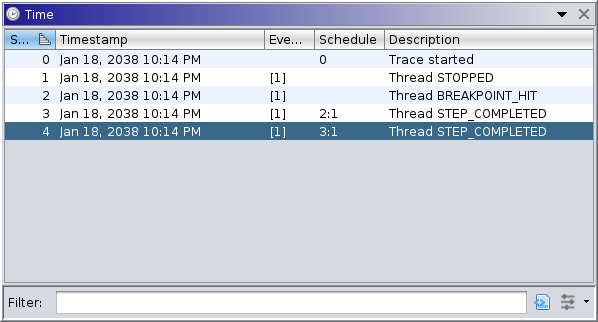 Time
S... Timestamp Eve... Schedule Description
0 Jan 18, 2038 10:14 PM 0 Trace started
1 Jan 18, 2038 10:14 PM [1] Thread STOPPED
2 Jan 18, 2038 10:14 PM [1] Thread BREAKPOINT_HIT
3 Jan 18, 2038 10:14 PM [1] 2:1 Thread STEP_COMPLETED
4 Jan 18, 2038 10:14 PM [1] 3:1 Thread STEP_COMPLETED
Filter: